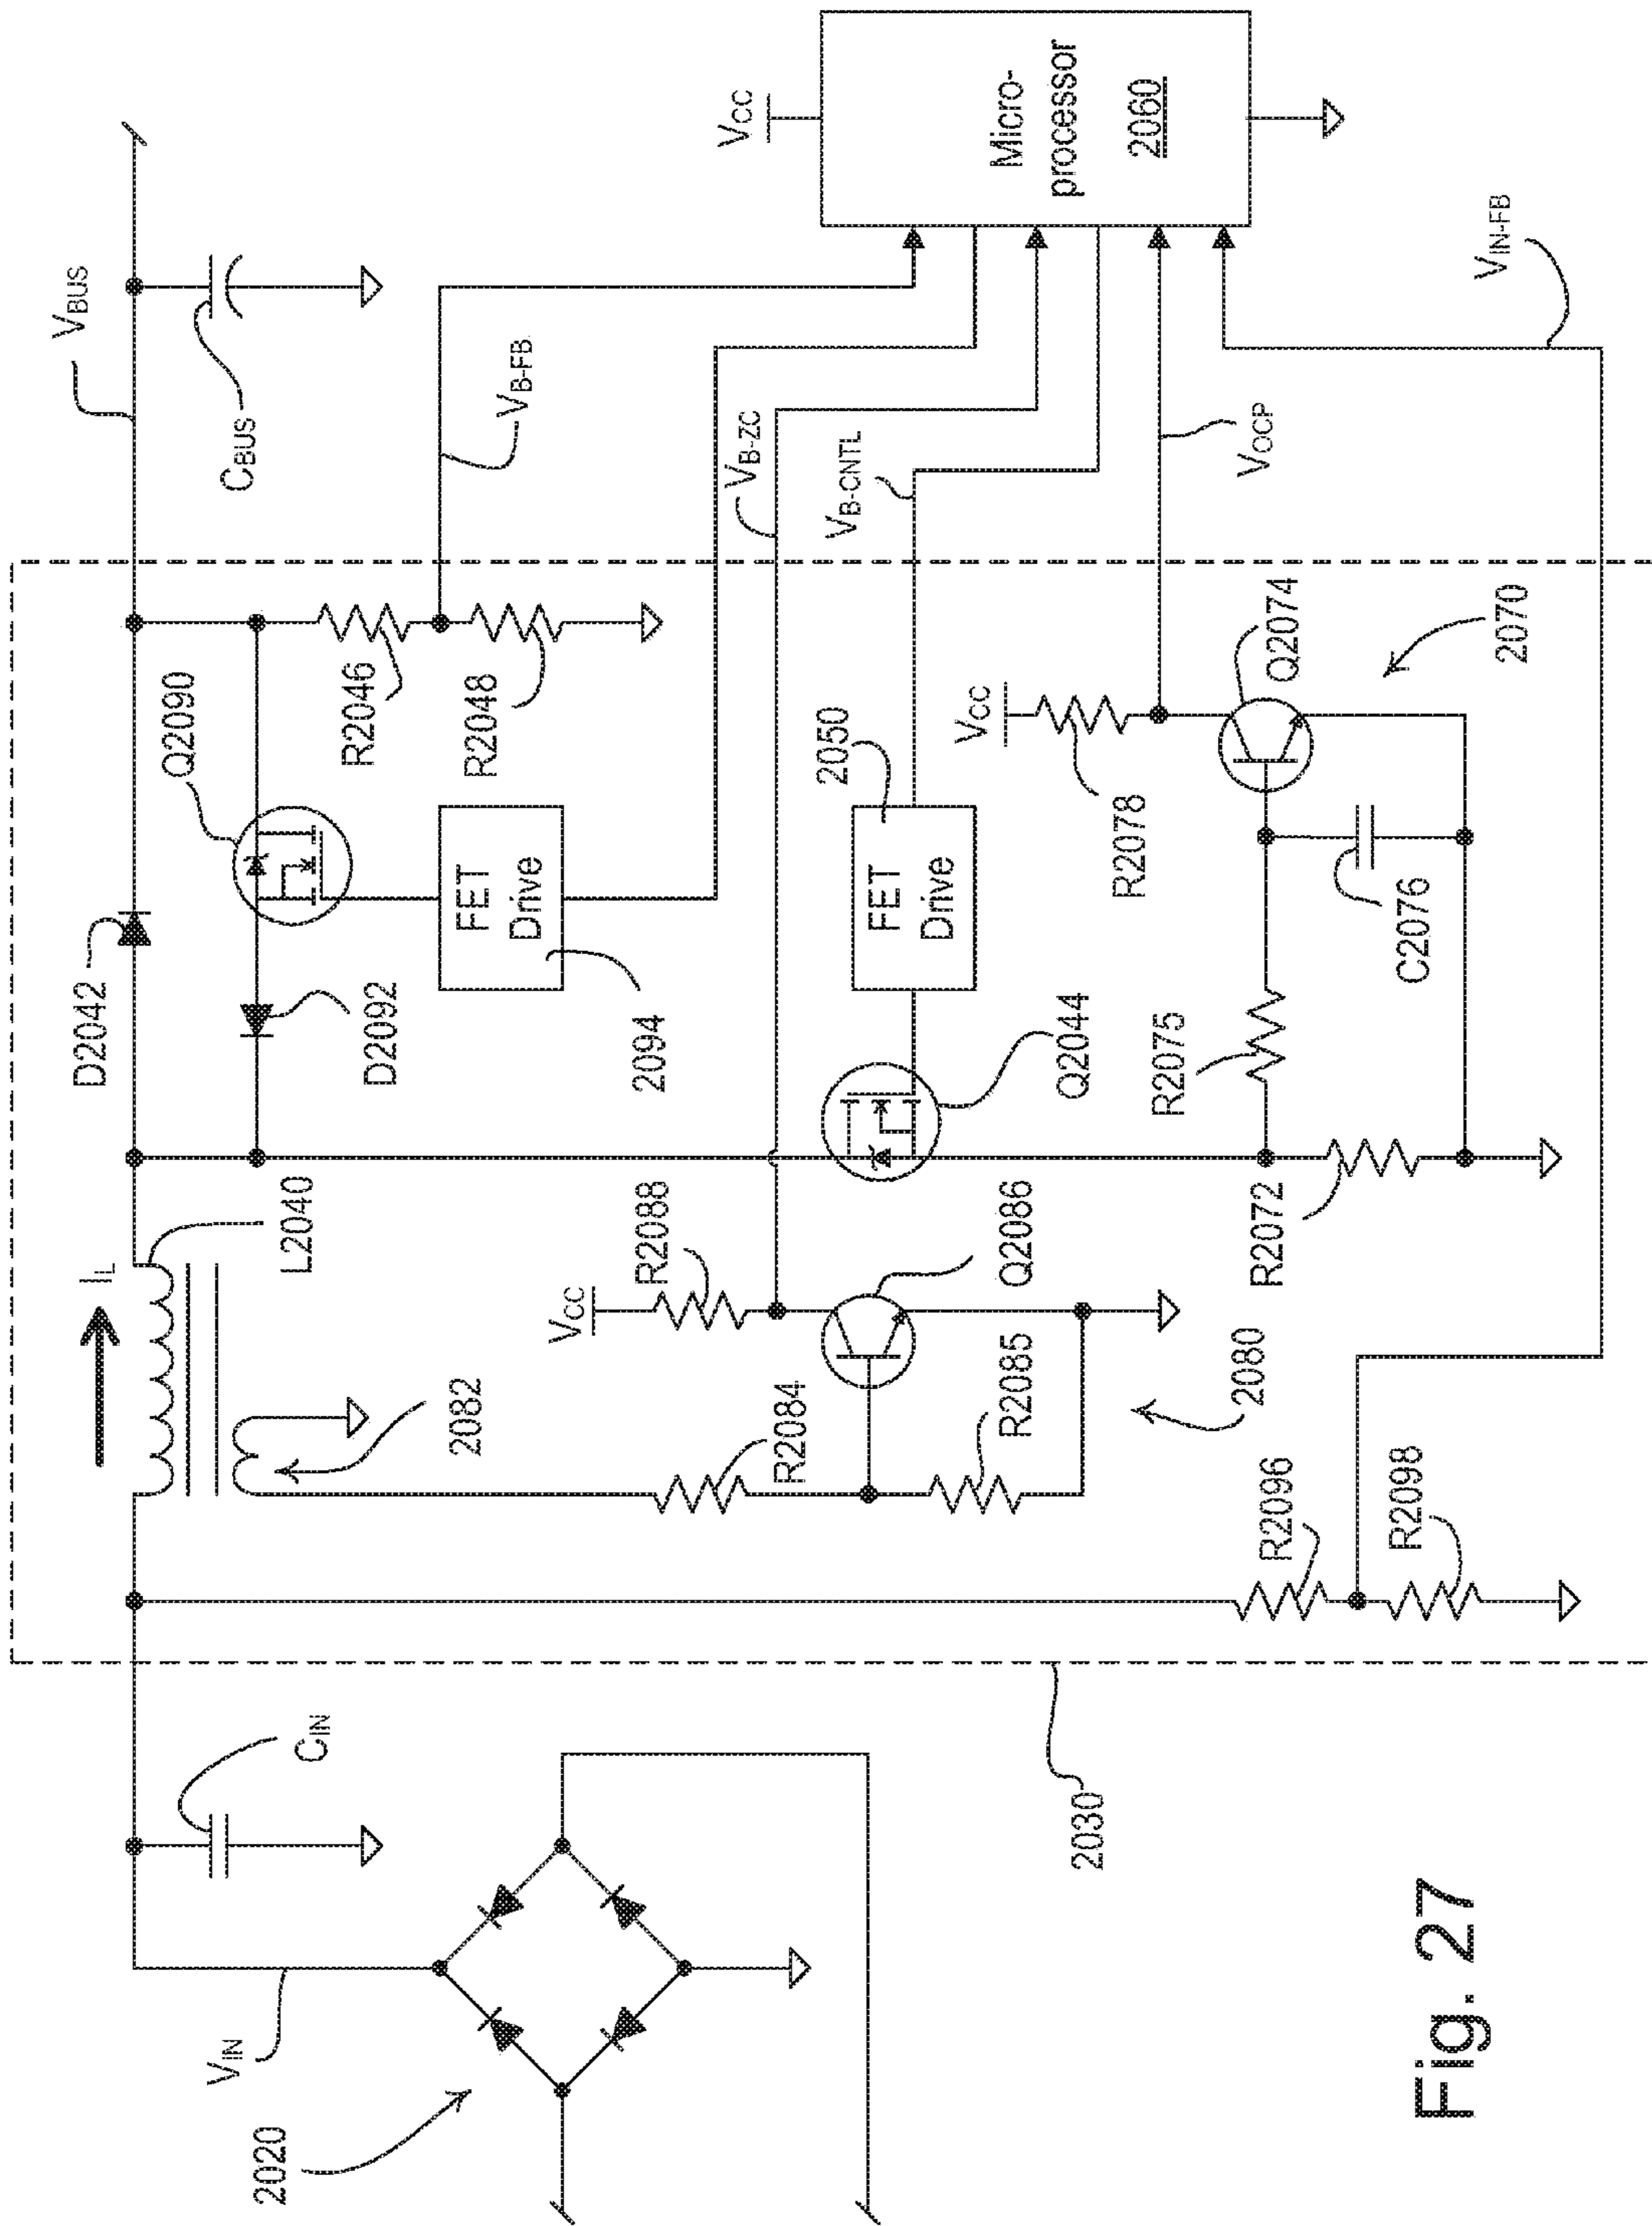 IL
L2040
D2042
VBUS
CBUS
Q2090
D2092
R2046
R2048
VB-FB
FET
Drive
2094
VCC
Micro-
processor
2060
VIN
CIN
2020
2082
VCC
R2088
VB-ZC
VB-CNTL
2050
FET
Drive
Q2044
Q2086
R2084
R2085
2080
VCC
R2078
VOCP
Q2074
2070
R2075
C2076
R2072
R2096
R2098
VIN-FB
2030
Fig. 27